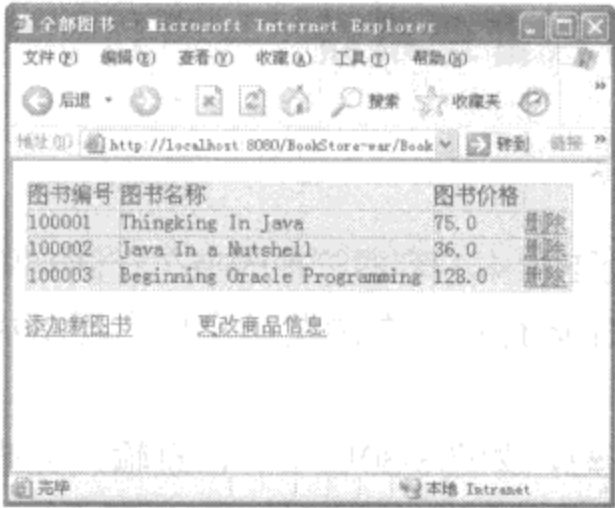 全部图书 - Microsoft Internet Explorer
文件(F) 编辑(E) 查看(V) 收藏(A) 工具(T) 帮助(H)
后退 搜索 收藏夹 »
地址(D) http://localhost:8080/BookStore-war/Book 转到 链接 »
图书编号 图书名称 图书价格
100001 Thingking In Java 75.0 删除
100002 Java In a Nutshell 36.0 删除
100003 Beginning Oracle Programming 128.0 删除
添加新图书 更改商品信息
完毕 本地 Intranet